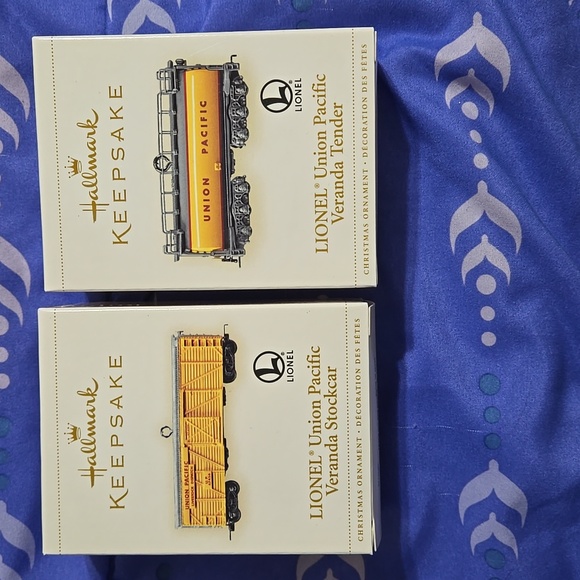 Hallmark
KEEPSAKE
UNION PACIFIC
LIONEL®
LIONEL® Union Pacific
Veranda Tender
CHRISTMAS ORNAMENT · DÉCORATION DES FÊTES
Hallmark
KEEPSAKE
UNION PACIFIC
LIONEL®
LIONEL® Union Pacific
Veranda Stockcar
CHRISTMAS ORNAMENT · DÉCORATION DES FÊTES